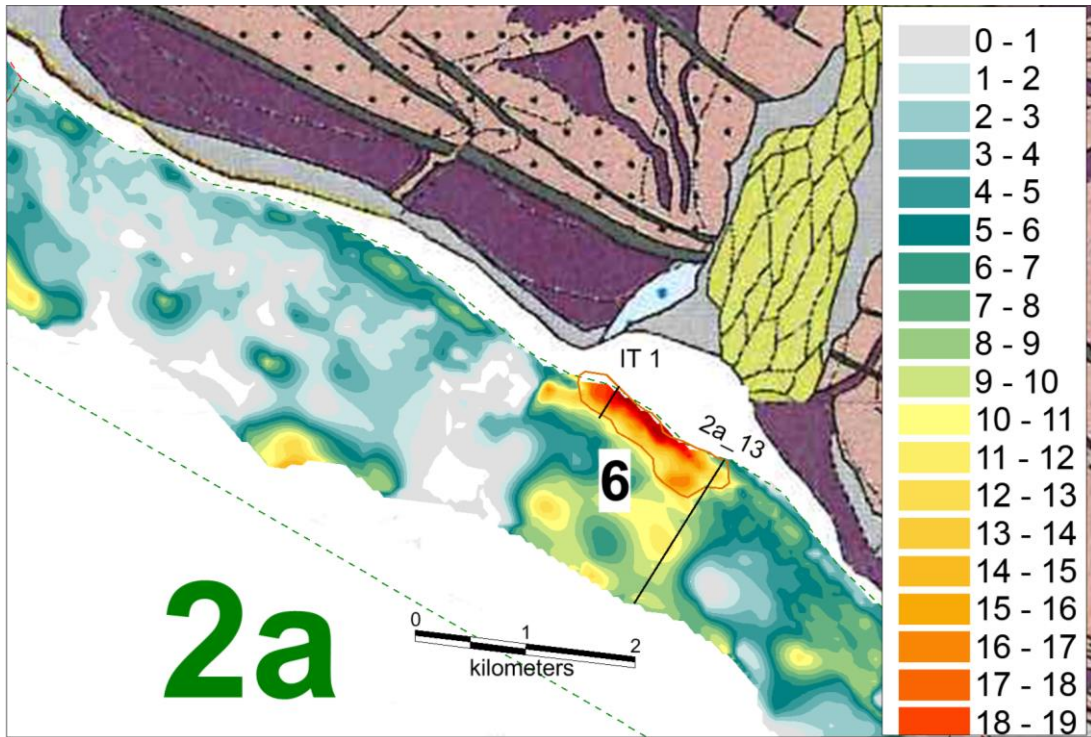 IT 1
2a_13
6
2a
0 1 2
kilometers
0 - 1
1 - 2
2 - 3
3 - 4
4 - 5
5 - 6
6 - 7
7 - 8
8 - 9
9 - 10
10 - 11
11 - 12
12 - 13
13 - 14
14 - 15
15 - 16
16 - 17
17 - 18
18 - 19